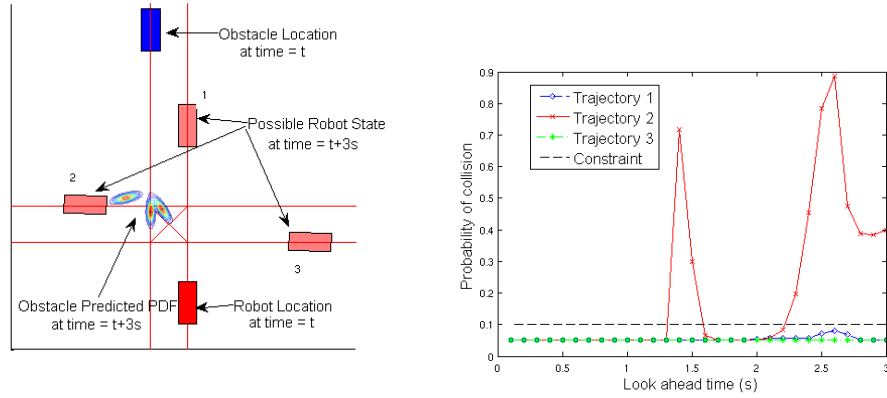 Obstacle Location
at time = t
1
Possible Robot State
at time = t+3s
2
3
Obstacle Predicted PDF
at time = t+3s
Robot Location
at time = t
Probability of collision
0.9
0.8
0.7
0.6
0.5
0.4
0.3
0.2
0.1
0
Trajectory 1
Trajectory 2
Trajectory 3
Constraint
0
0.5
1
1.5
2
2.5
3
Look ahead time (s)